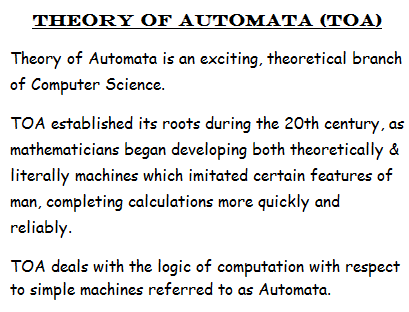 THEORY OF AUTOMATA (TOA)
Theory of Automata is an exciting, theoretical branch
of Computer Science.
TOA established its roots during the 20th century, as
mathematicians began developing both theoretically &
literally machines which imitated certain features of
man, completing calculations more quickly and
reliably.
TOA deals with the logic of computation with respect
to simple machines referred to as Automata.